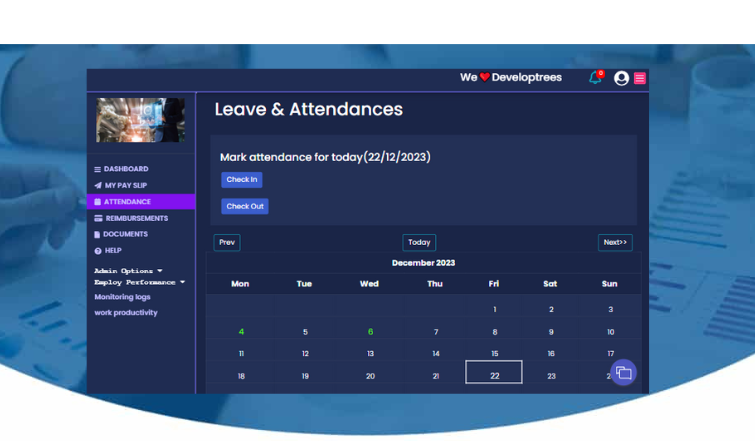 We ❤ Developtrees
0
Leave & Attendances
Mark attendance for today(22/12/2023)
Check In
Check Out
DASHBOARD
MY PAY SLIP
ATTENDANCE
REIMBURSEMENTS
DOCUMENTS
HELP
Admin Options
Employ Performance
Monitoring logs
work productivity
Prev Today Next>>
December 2023
Mon Tue Wed Thu Fri Sat Sun
1 2 3
4 5 6 7 8 9 10
11 12 13 14 15 16 17
18 19 20 21 22 23